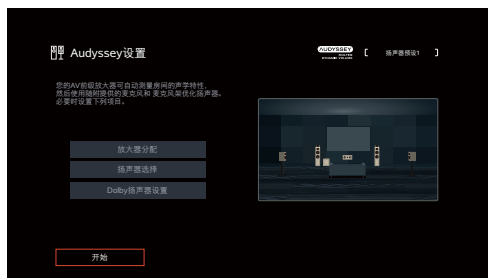 Audyssey设置
AUDYSSEY
MULTEQ
DYNAMIC VOLUME
[ 扬声器预设1 ]
您的AV前级放大器可自动测量房间的声学特性，
然后使用随附提供的麦克风和 麦克风架优化扬声器。
必要时设置下列项目。
放大器分配
扬声器选择
Dolby扬声器设置
开始